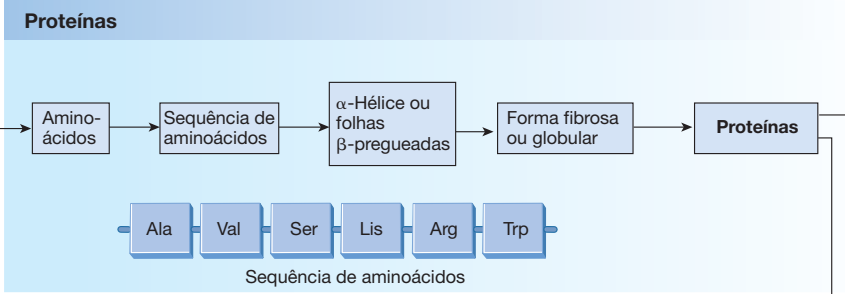 Proteínas
Amino-
ácidos
Sequência de
aminoácidos
α-Hélice ou
folhas
β-pregueadas
Forma fibrosa
ou globular
Proteínas
Ala Val Ser Lis Arg Trp
Sequência de aminoácidos